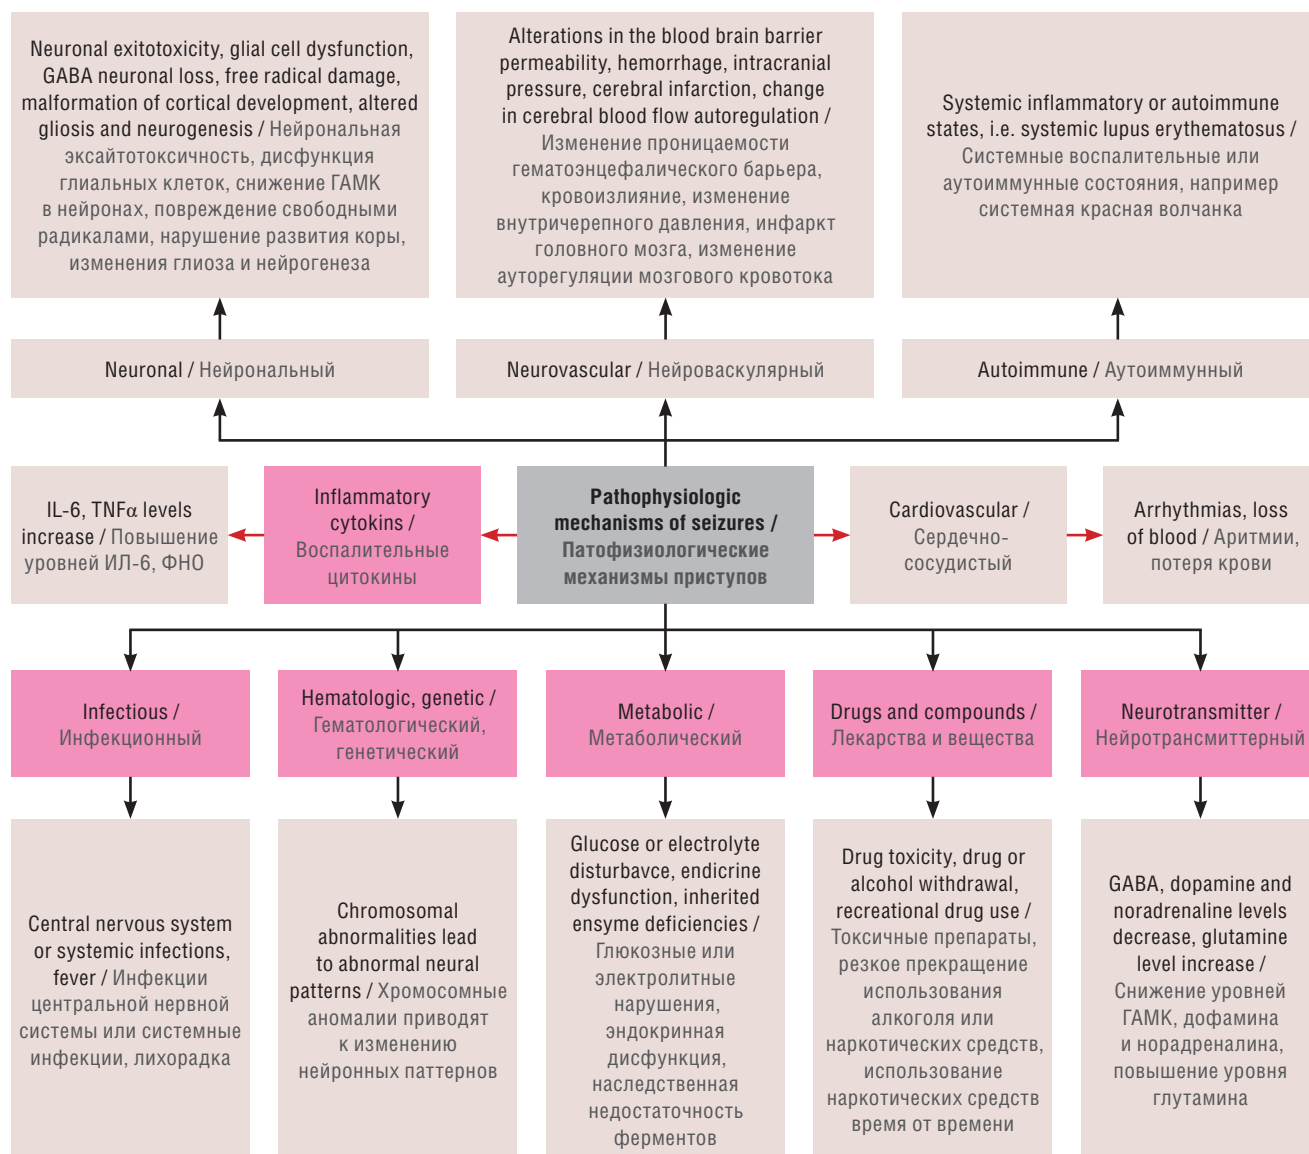 Neuronal exitotoxicity, glial cell dysfunction,
GABA neuronal loss, free radical damage,
malformation of cortical development, altered
gliosis and neurogenesis / Нейрональная
эксайтотоксичность, дисфункция
глиальных клеток, снижение ГАМК
в нейронах, повреждение свободными
радикалами, нарушение развития коры,
изменения глиоза и нейрогенеза
Alterations in the blood brain barrier
permeability, hemorrhage, intracranial
pressure, cerebral infarction, change
in cerebral blood flow autoregulation /
Изменение проницаемости
гематоэнцефалического барьера,
кровоизлияние, изменение
внутричерепного давления, инфаркт
головного мозга, изменение
ауторегуляции мозгового кровотока
Systemic inflammatory or autoimmune
states, i.e. systemic lupus erythematosus /
Системные воспалительные или
аутоиммунные состояния, например
системная красная волчанка
Neuronal / Нейрональный
Neurovascular / Нейроваскулярный
Autoimmune / Аутоиммунный
IL-6, TNFα levels
increase / Повышение
уровней ИЛ-6, ФНО
Inflammatory
cytokins /
Воспалительные
цитокины
Pathophysiologic
mechanisms of seizures /
Патофизиологические
механизмы приступов
Cardiovascular /
Сердечно-
сосудистый
Arrhythmias, loss
of blood / Аритмии,
потеря крови
Infectious /
Инфекционный
Hematologic, genetic /
Гематологический,
генетический
Metabolic /
Метаболический
Drugs and compounds /
Лекарства и вещества
Neurotransmitter /
Нейротрансмиттерный
Central nervous system
or systemic infections,
fever / Инфекции
центральной нервной
системы или системные
инфекции, лихорадка
Chromosomal
abnormalities lead
to abnormal neural
patterns / Хромосомные
аномалии приводят
к изменению
нейронных паттернов
Glucose or electrolyte
disturbavce, endicrine
dysfunction, inherited
ensyme deficiencies /
Глюкозные или
электролитные
нарушения,
эндокринная
дисфункция,
наследственная
недостаточность
ферментов
Drug toxicity, drug or
alcohol withdrawal,
recreational drug use /
Токсичные препараты,
резкое прекращение
использования
алкоголя или
наркотических средств,
использование
наркотических средств
время от времени
GABA, dopamine and
noradrenaline levels
decrease, glutamine
level increase /
Снижение уровней
ГАМК, дофамина
и норадреналина,
повышение уровня
глутамина